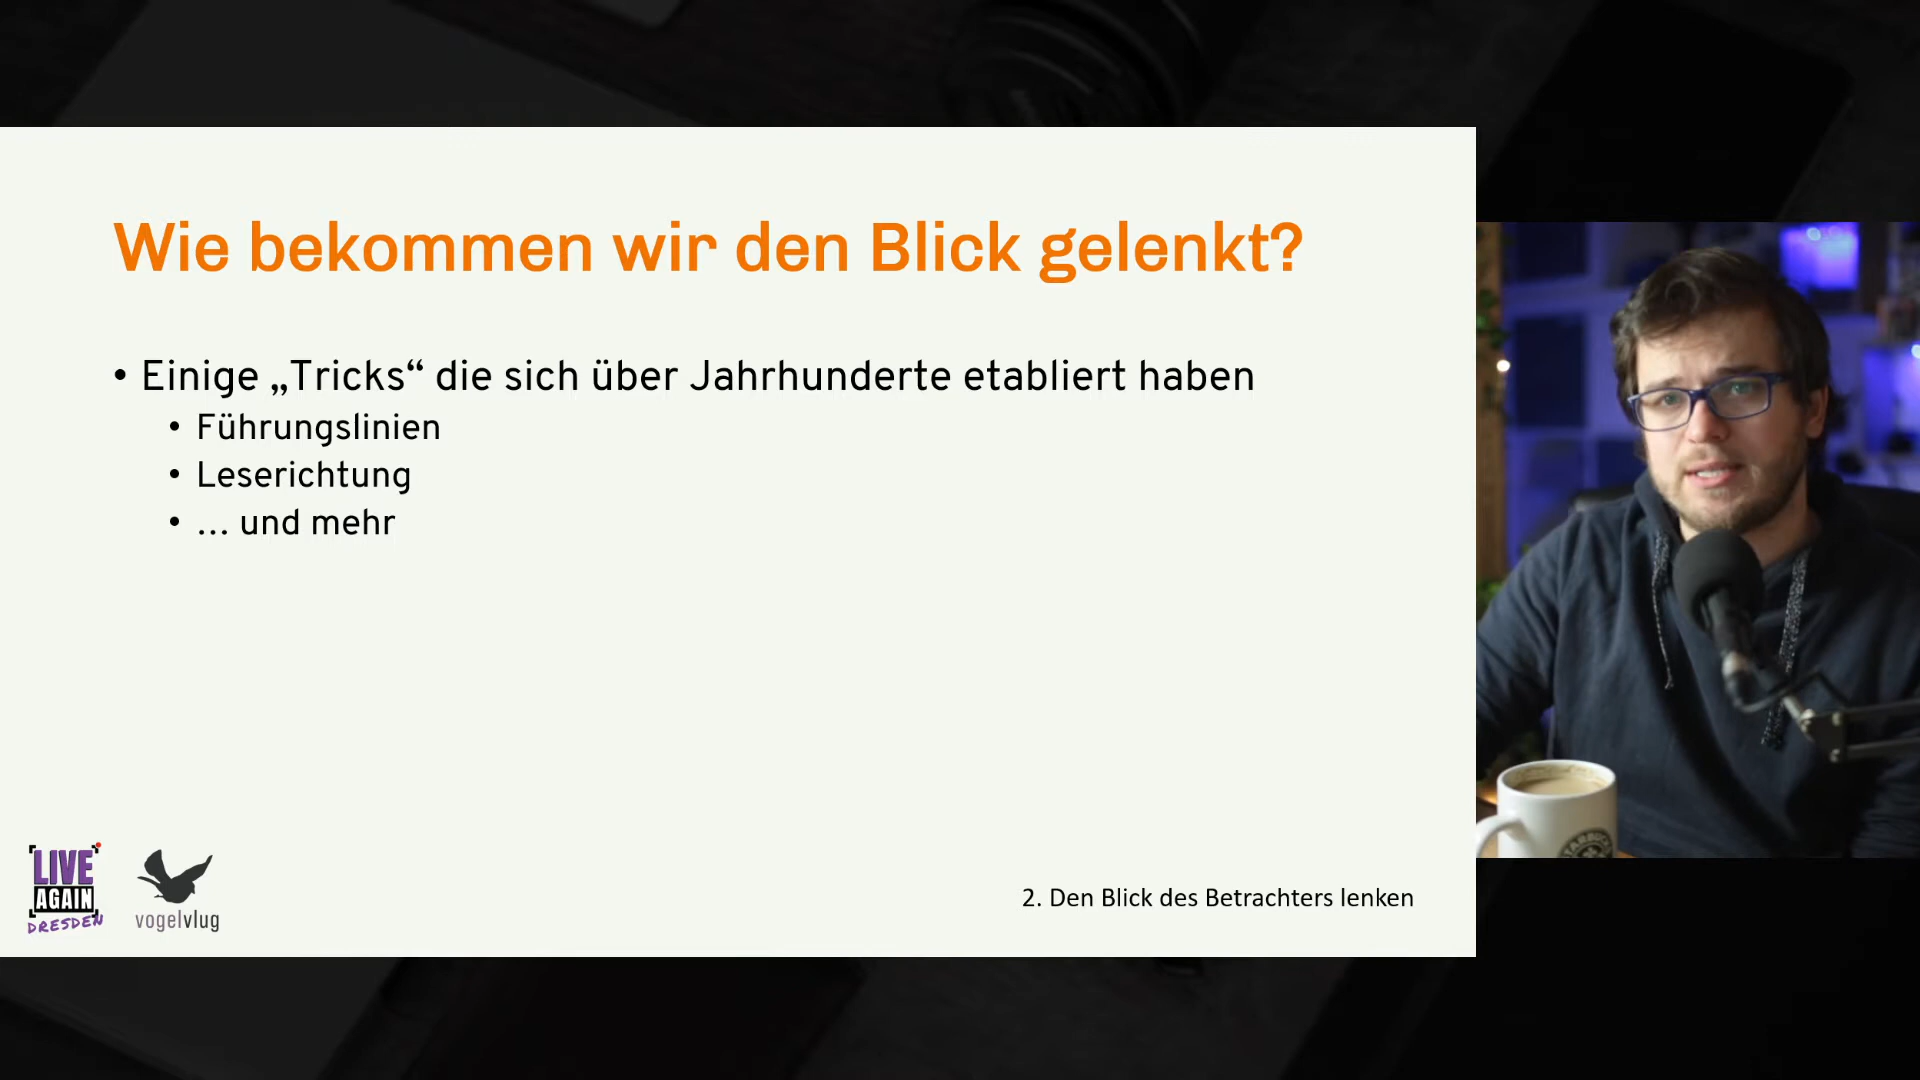 Wie bekommen wir den Blick gelenkt?
• Einige „Tricks“ die sich über Jahrhunderte etabliert haben
• Führungslinien
• Leserichtung
• ... und mehr
LIVE
AGAIN
DRESDEN
vogelvlug
2. Den Blick des Betrachters lenken